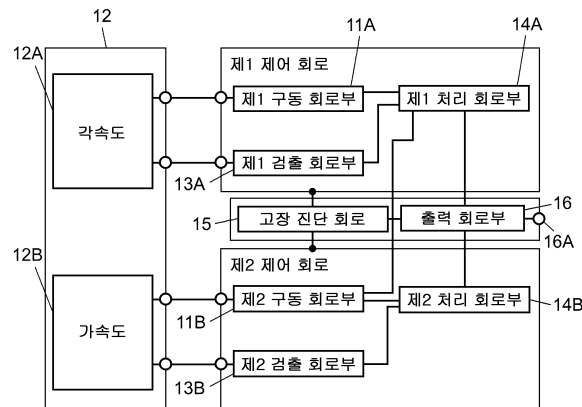 12
12A
11A
14A
제1 제어 회로
제1 구동 회로부
제1 처리 회로부
각속도
제1 검출 회로부
13A
16
15
고장 진단 회로
출력 회로부
16A
12B
제2 제어 회로
제2 구동 회로부
제2 처리 회로부
가속도
11B
14B
제2 검출 회로부
13B